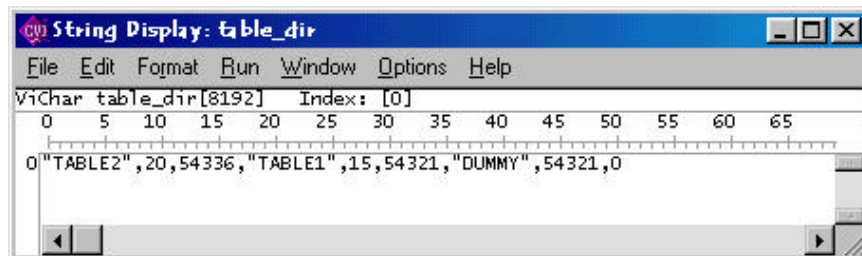 CVI String Display: table_dir
File Edit Format Run Window Options Help
ViChar table_dir[8192] Index: [0]
0 5 10 15 20 25 30 35 40 45 50 55 60 65
0 "TABLE2",20,54336,"TABLE1",15,54321,"DUMMY",54321,0